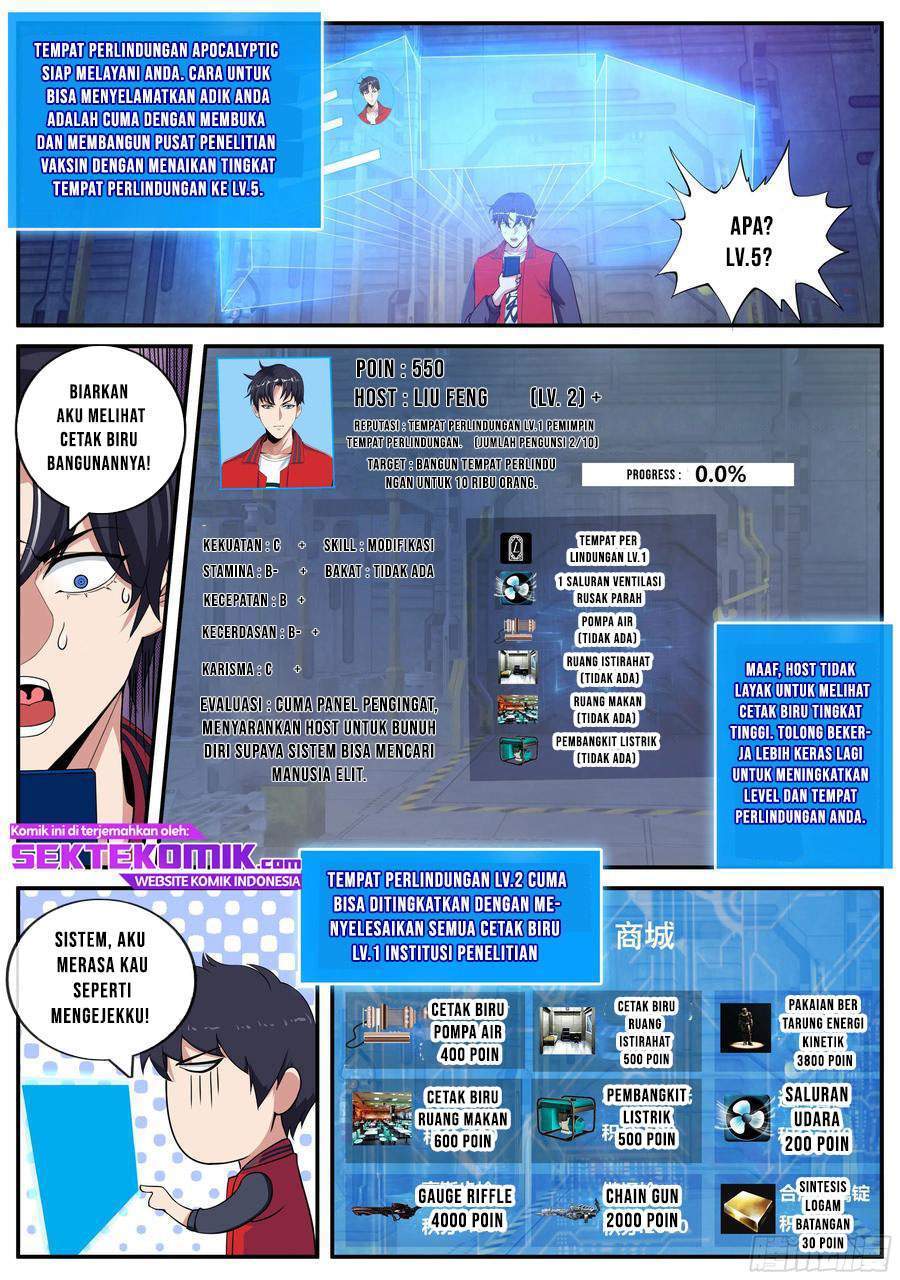 TEMPAT PERLINDUNGAN APOCALYPTIC
SIAP MELAYANI ANDA. CARA UNTUK
BISA MENYELAMATKAN ADIK ANDA
ADALAH CUMA DENGAN MEMBUKA
DAN MEMBANGUN PUSAT PENELITIAN
VAKSIN DENGAN MENAIKAN TINGKAT
TEMPAT PERLINDUNGAN KE LV.5.
APA?
LV.5?
BIARKAN
AKU MELIHAT
CETAK BIRU
BANGUNANNYA!
POIN : 550
HOST : LIU FENG (LV. 2) +
REPUTASI : TEMPAT PERLINDUNGAN LV.1 PEMIMPIN
TEMPAT PERLINDUNGAN. (JUMLAH PENGUNSI 2/10)
TARGET : BANGUN TEMPAT PERLINDU
NGAN UNTUK 10 RIBU ORANG.
PROGRESS : 0.0%
KEKUATAN : C + SKILL : MODIFIKASI
STAMINA : B- + BAKAT : TIDAK ADA
KECEPATAN : B +
KECERDASAN : B- +
KARISMA : C +
EVALUASI : CUMA PANEL PENGINGAT,
MENYARANKAN HOST UNTUK BUNUH
DIRI SUPAYA SISTEM BISA MENCARI
MANUSIA ELIT.
TEMPAT PER
LINDUNGAN LV.1
1 SALURAN VENTILASI
RUSAK PARAH
POMPA AIR
(TIDAK ADA)
RUANG ISTIRAHAT
(TIDAK ADA)
RUANG MAKAN
(TIDAK ADA)
PEMBANGKIT LISTRIK
(TIDAK ADA)
MAAF, HOST TIDAK
LAYAK UNTUK MELIHAT
CETAK BIRU TINGKAT
TINGGI. TOLONG BEKER-
JA LEBIH KERAS LAGI
UNTUK MENINGKATKAN
LEVEL DAN TEMPAT
PERLINDUNGAN ANDA.
Komik ini di terjemahkan oleh:
SEKTEKOMIK.com
WEBSITE KOMIK INDONESIA
TEMPAT PERLINDUNGAN LV.2 CUMA
BISA DITINGKATKAN DENGAN ME-
NYELESAIKAN SEMUA CETAK BIRU
LV.1 INSTITUSI PENELITIAN
SISTEM, AKU
MERASA KAU
SEPERTI
MENGEJEKKU!
商城
CETAK BIRU
POMPA AIR
400 POIN
CETAK BIRU
RUANG
ISTIRAHAT
500 POIN
PAKAIAN BER
TARUNG ENERGI
KINETIK
3800 POIN
CETAK BIRU
RUANG MAKAN
600 POIN
PEMBANGKIT
LISTRIK
500 POIN
SALURAN
UDARA
200 POIN
GAUGE RIFFLE
4000 POIN
CHAIN GUN
2000 POIN
SINTESIS
LOGAM
BATANGAN
30 POIN